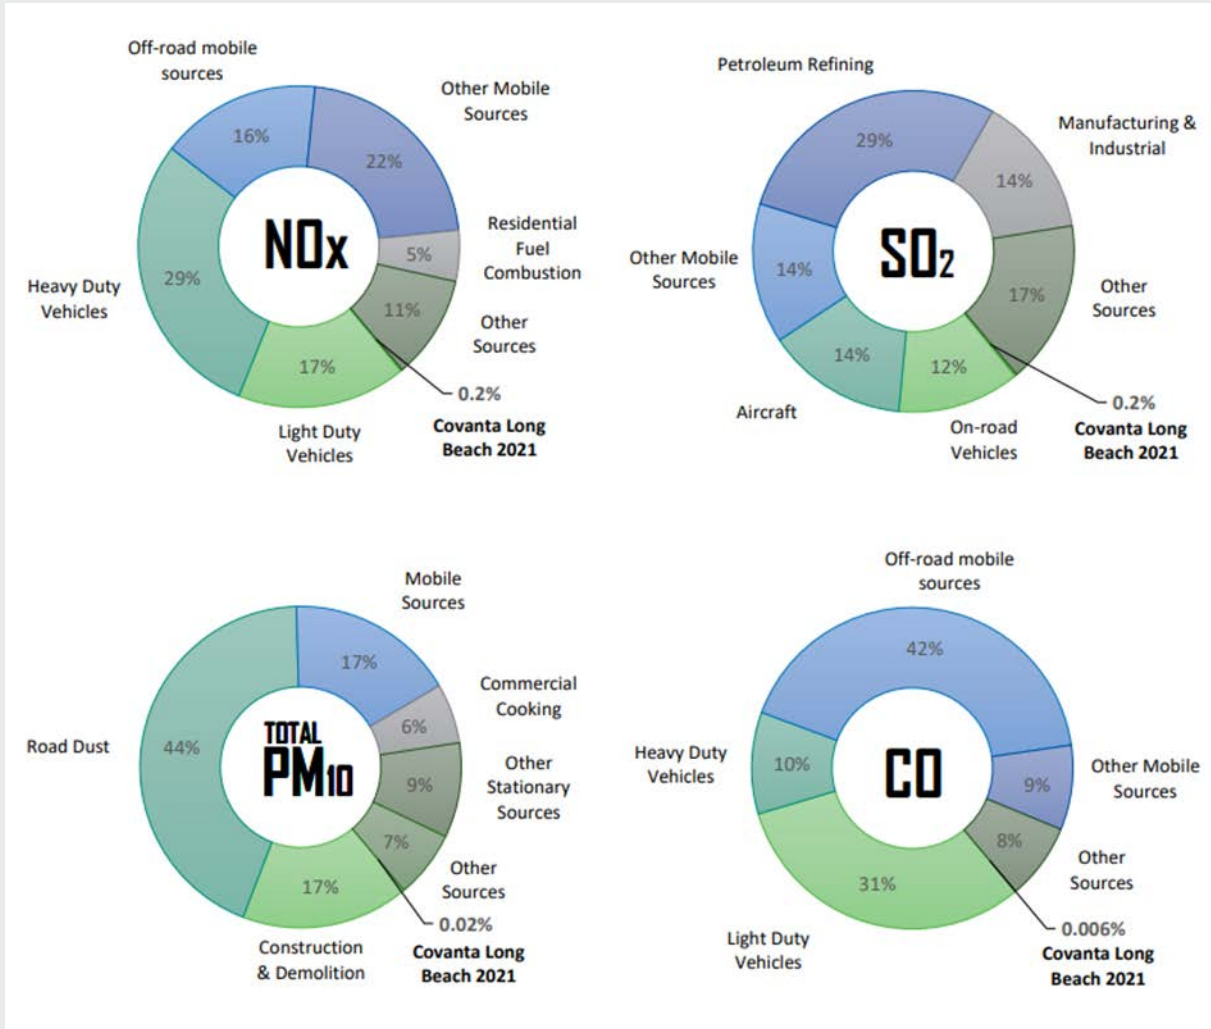 Off-road mobile
sources
Other Mobile
Sources
16%
22%
Residential
Fuel
Combustion
5%
NOx
Heavy Duty
Vehicles
29%
11%
Other
Sources
17%
0.2%
Covanta Long
Beach 2021
Light Duty
Vehicles
Petroleum Refining
Manufacturing &
Industrial
29%
14%
Other Mobile
Sources
14%
SO2
17%
Other
Sources
14%
12%
Aircraft
On-road
Vehicles
0.2%
Covanta Long
Beach 2021
Mobile
Sources
17%
Commercial
Cooking
6%
Road Dust
44%
TOTAL
PM10
9%
Other
Stationary
Sources
7%
Other
Sources
17%
0.02%
Covanta Long
Beach 2021
Construction
& Demolition
Off-road mobile
sources
42%
Heavy Duty
Vehicles
10%
CO
9%
Other Mobile
Sources
8%
Other
Sources
31%
0.006%
Covanta Long
Beach 2021
Light Duty
Vehicles